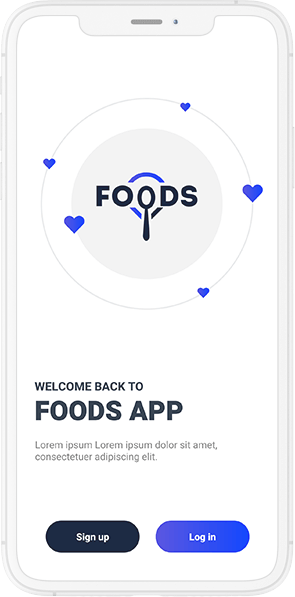 FOODS
WELCOME BACK TO
FOODS APP
Lorem ipsum Lorem ipsum dolor sit amet,
consectetuer adipiscing elit.
Sign up
Log in